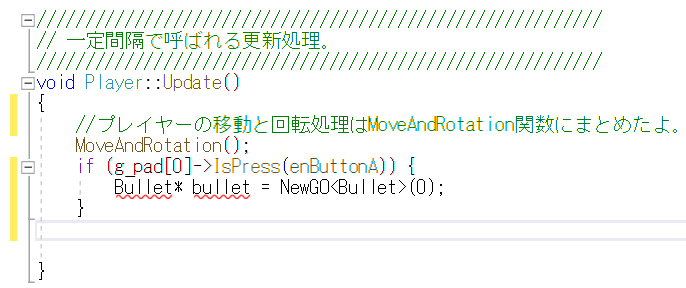 ////////////////////////////////////////////////////////////
// 一定間隔で呼ばれる更新処理。
////////////////////////////////////////////////////////////
void Player::Update()
{
//プレイヤーの移動と回転処理はMoveAndRotation関数にまとめたよ。
MoveAndRotation();
if (g_pad[0]->IsPress(enButtonA)) {
Bullet* bullet = NewGO<Bullet>(0);
}
}